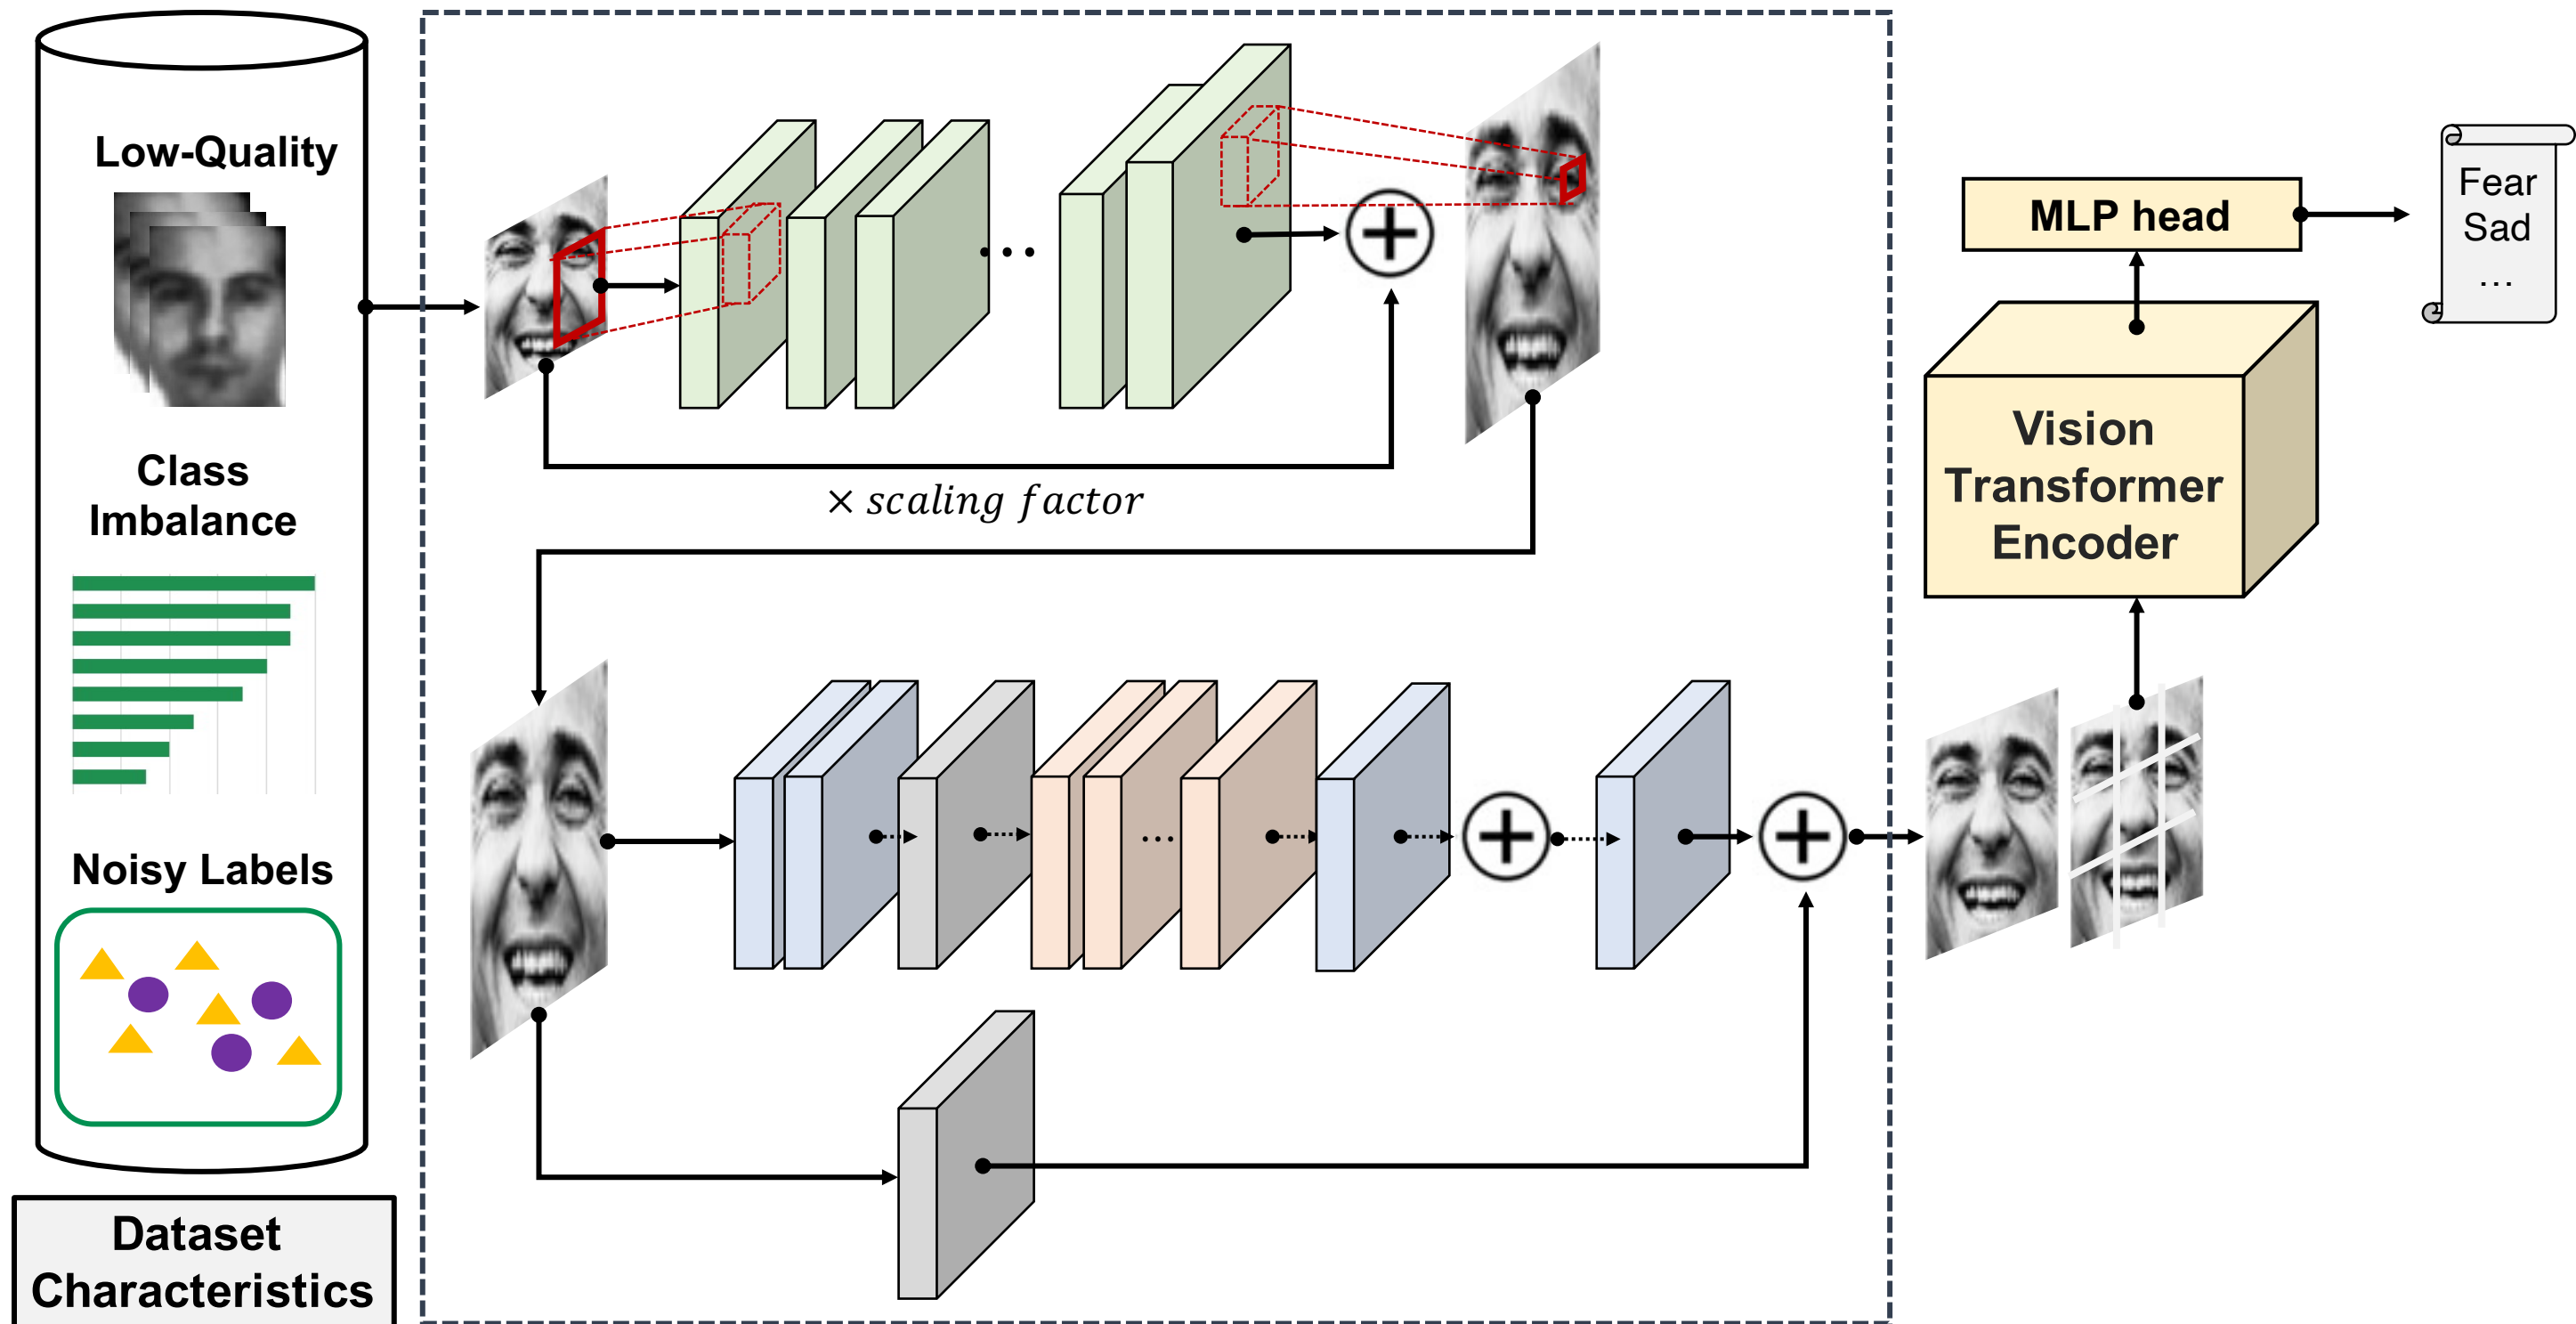 Low-Quality
Class
Imbalance
Noisy Labels
Dataset
Characteristics
...
× scaling factor
...
MLP head
Vision
Transformer
Encoder
Fear
Sad
...